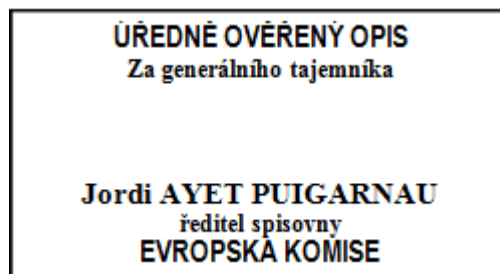 ÚŘEDNĚ OVĚŘENÝ OPIS
Za generálního tajemníka
Jordi AYET PUIGARNAU
ředitel spisovny
EVROPSKÁ KOMISE